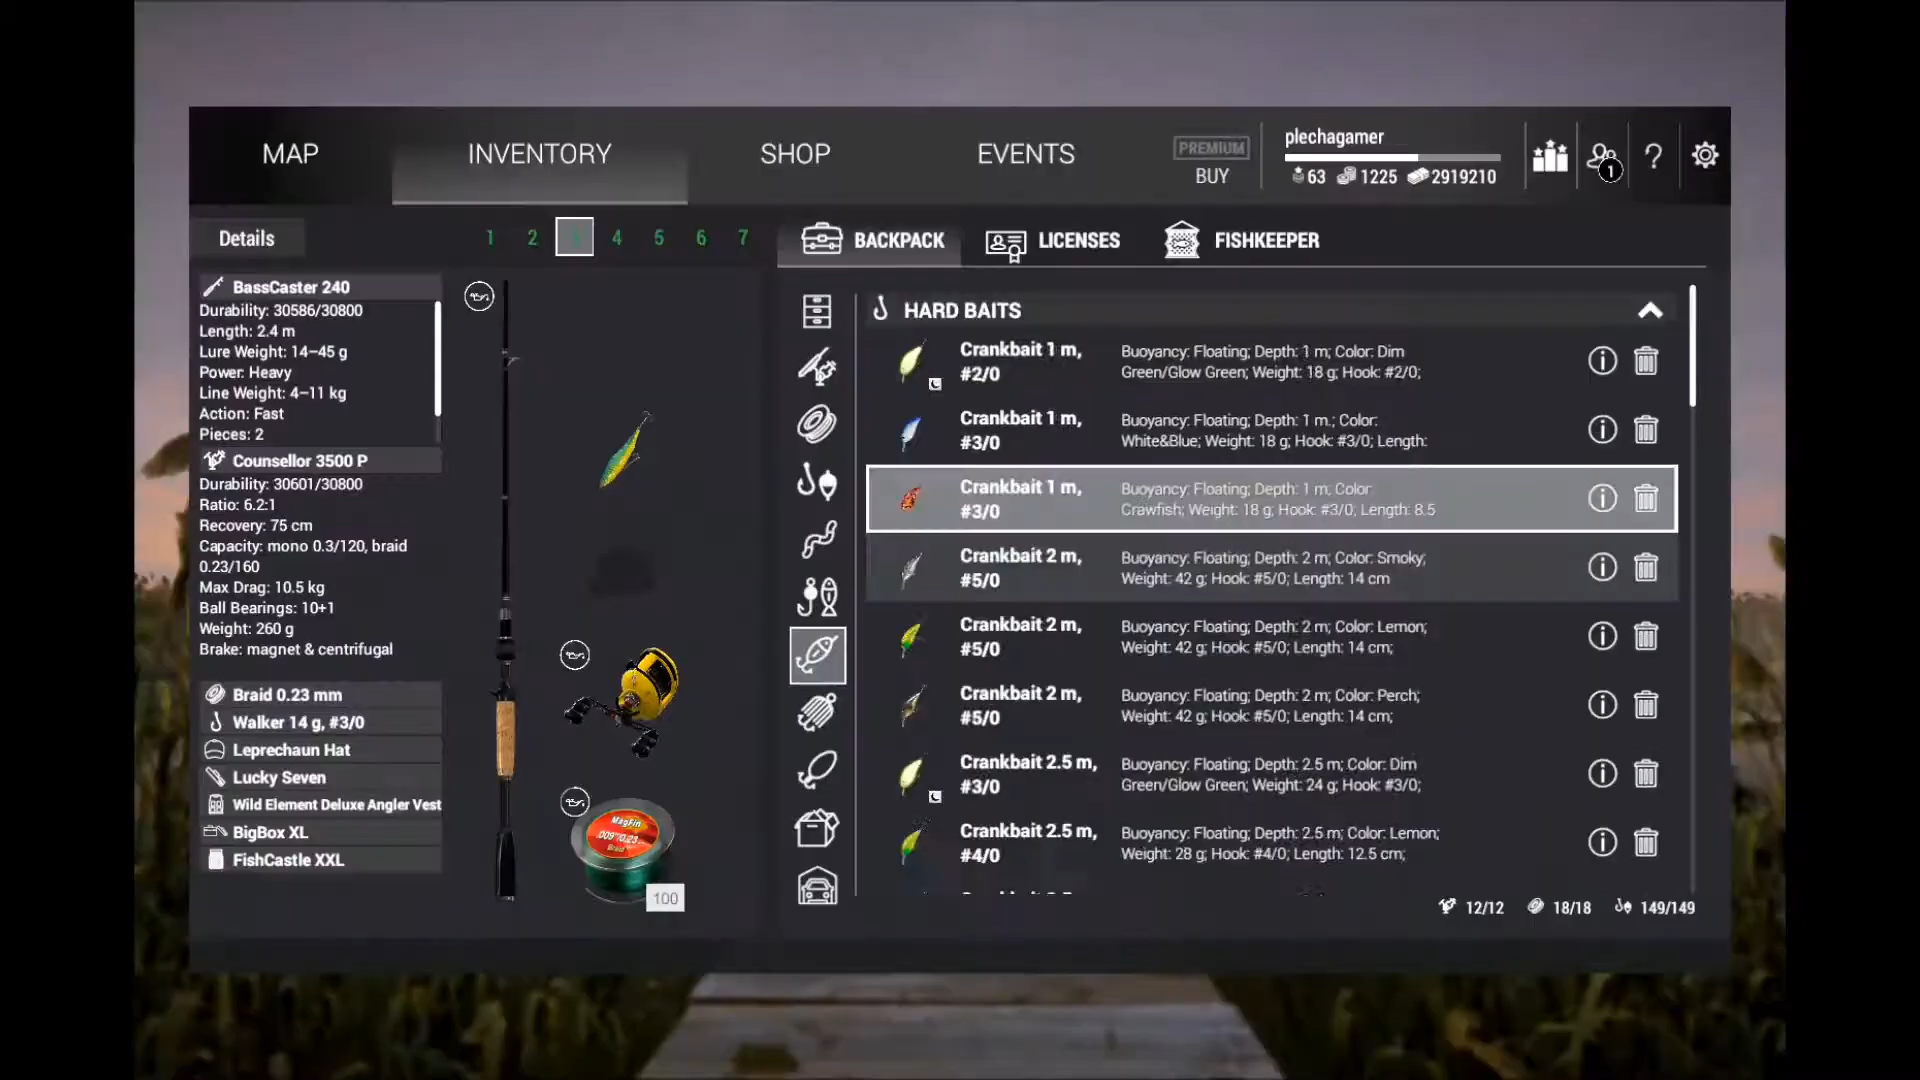 MAP
INVENTORY
SHOP
EVENTS
PREMIUM
BUY
plechagamer
63 1225 2919210
1
?
Details
1 2 3 4 5 6 7
BACKPACK
LICENSES
FISHKEEPER
BassCaster 240
Durability: 30586/30800
Length: 2.4 m
Lure Weight: 14–45 g
Power: Heavy
Line Weight: 4–11 kg
Action: Fast
Pieces: 2
Counsellor 3500 P
Durability: 30601/30800
Ratio: 6.2:1
Recovery: 75 cm
Capacity: mono 0.3/120, braid
0.23/160
Max Drag: 10.5 kg
Ball Bearings: 10+1
Weight: 260 g
Brake: magnet & centrifugal
Braid 0.23 mm
Walker 14 g, #3/0
Leprechaun Hat
Lucky Seven
Wild Element Deluxe Angler Vest
BigBox XL
FishCastle XXL
MagFin
.009"/0.23
Braid
100
HARD BAITS
Crankbait 1 m,
#2/0
Buoyancy: Floating; Depth: 1 m; Color: Dim
Green/Glow Green; Weight: 18 g; Hook: #2/0;
Crankbait 1 m,
#3/0
Buoyancy: Floating; Depth: 1 m.; Color:
White&Blue; Weight: 18 g; Hook: #3/0; Length:
Crankbait 1 m,
#3/0
Buoyancy: Floating; Depth: 1 m; Color:
Crawfish; Weight: 18 g; Hook: #3/0; Length: 8.5
Crankbait 2 m,
#5/0
Buoyancy: Floating; Depth: 2 m; Color: Smoky;
Weight: 42 g; Hook: #5/0; Length: 14 cm
Crankbait 2 m,
#5/0
Buoyancy: Floating; Depth: 2 m; Color: Lemon;
Weight: 42 g; Hook: #5/0; Length: 14 cm;
Crankbait 2 m,
#5/0
Buoyancy: Floating; Depth: 2 m; Color: Perch;
Weight: 42 g; Hook: #5/0; Length: 14 cm;
Crankbait 2.5 m,
#3/0
Buoyancy: Floating; Depth: 2.5 m; Color: Dim
Green/Glow Green; Weight: 24 g; Hook: #3/0;
Crankbait 2.5 m,
#4/0
Buoyancy: Floating; Depth: 2.5 m; Color: Lemon;
Weight: 28 g; Hook: #4/0; Length: 12.5 cm;
12/12 18/18 149/149